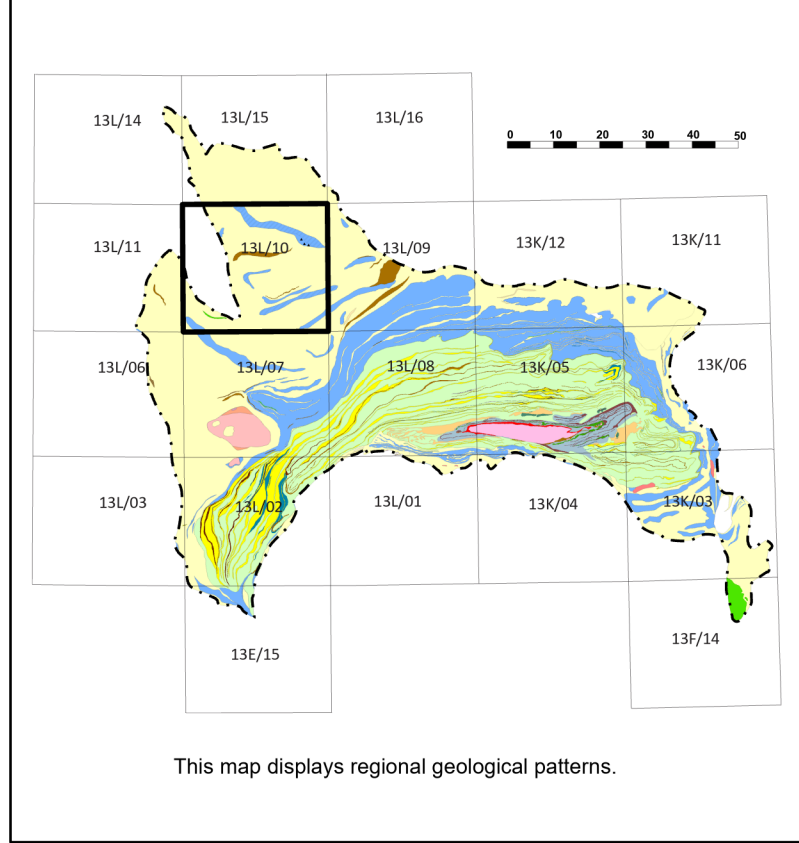 13L/14
13L/15
13L/16
0 10 20 30 40 50
13L/11
13L/10
13L/09
13K/12
13K/11
13L/06
13L/07
13L/08
13K/05
13K/06
13L/03
13L/02
13L/01
13K/04
13K/03
13E/15
13F/14
This map displays regional geological patterns.